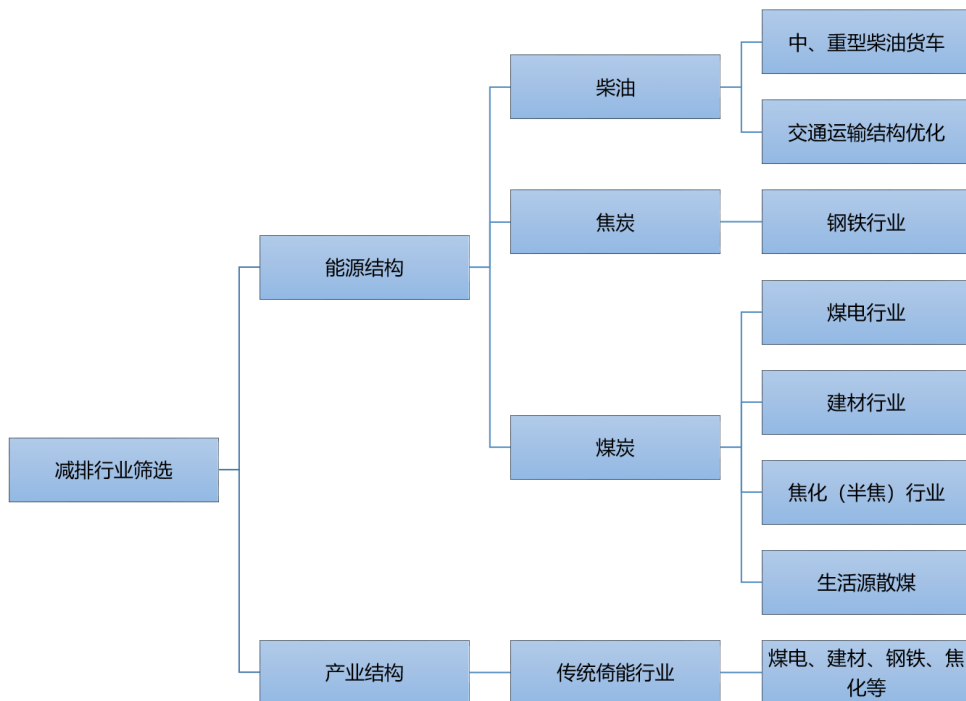 中、重型柴油货车
柴油
交通运输结构优化
焦炭
钢铁行业
能源结构
煤电行业
建材行业
煤炭
减排行业筛选
焦化（半焦）行业
生活源散煤
产业结构
传统倚能行业
煤电、建材、钢铁、焦
化等